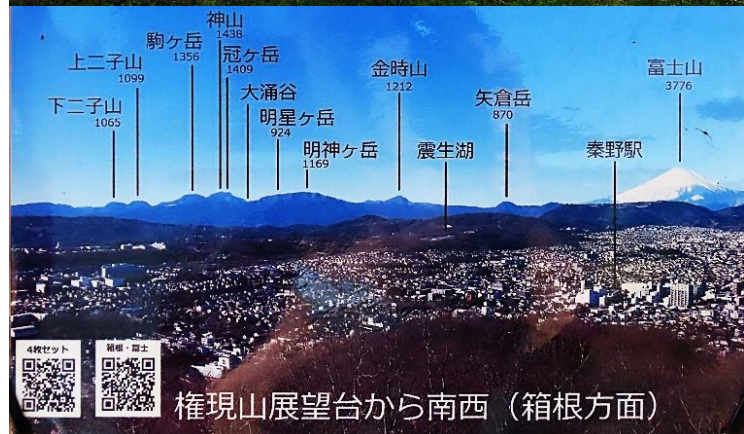 神山
1438
駒ヶ岳
1356
冠ヶ岳
1409
上二子山
1099
金時山
1212
富士山
3776
大涌谷
矢倉岳
870
下二子山
1065
明星ヶ岳
924
明神ヶ岳
1169
震生湖
秦野駅
4枚セット
箱根・富士
権現山展望台から南西（箱根方面）